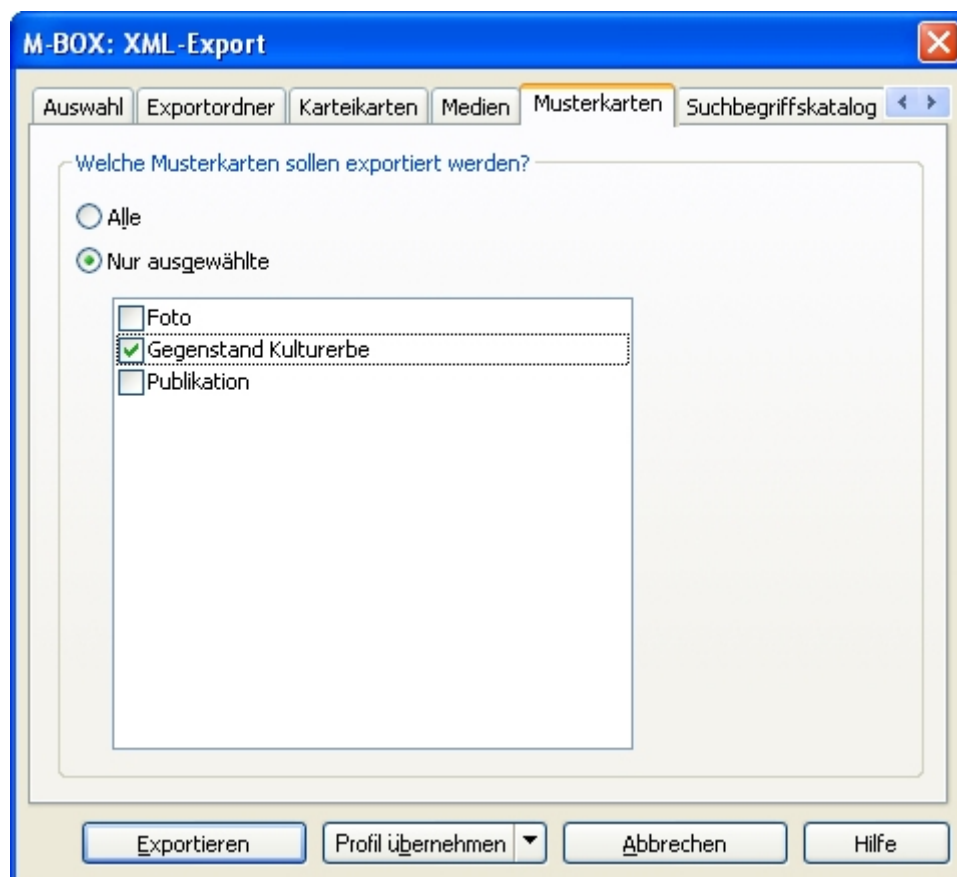 M-BOX: XML-Export
Auswahl Exportordner Karteikarten Medien Musterkarten Suchbegriffskatalog
Welche Musterkarten sollen exportiert werden?
Alle
Nur ausgewählte
Foto
Gegenstand Kulturerbe
Publikation
Exportieren Profil übernehmen Abbrechen Hilfe